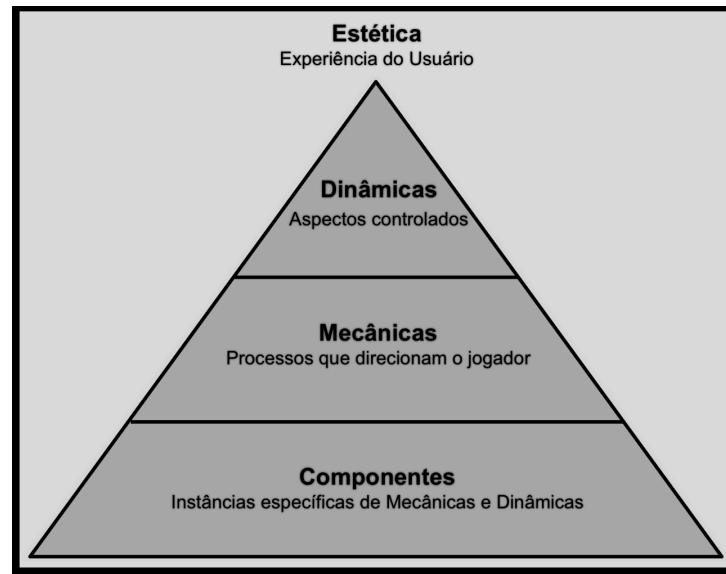 Estética
Experiência do Usuário
Dinâmicas
Aspectos controlados
Mecânicas
Processos que direcionam o jogador
Componentes
Instâncias específicas de Mecânicas e Dinâmicas